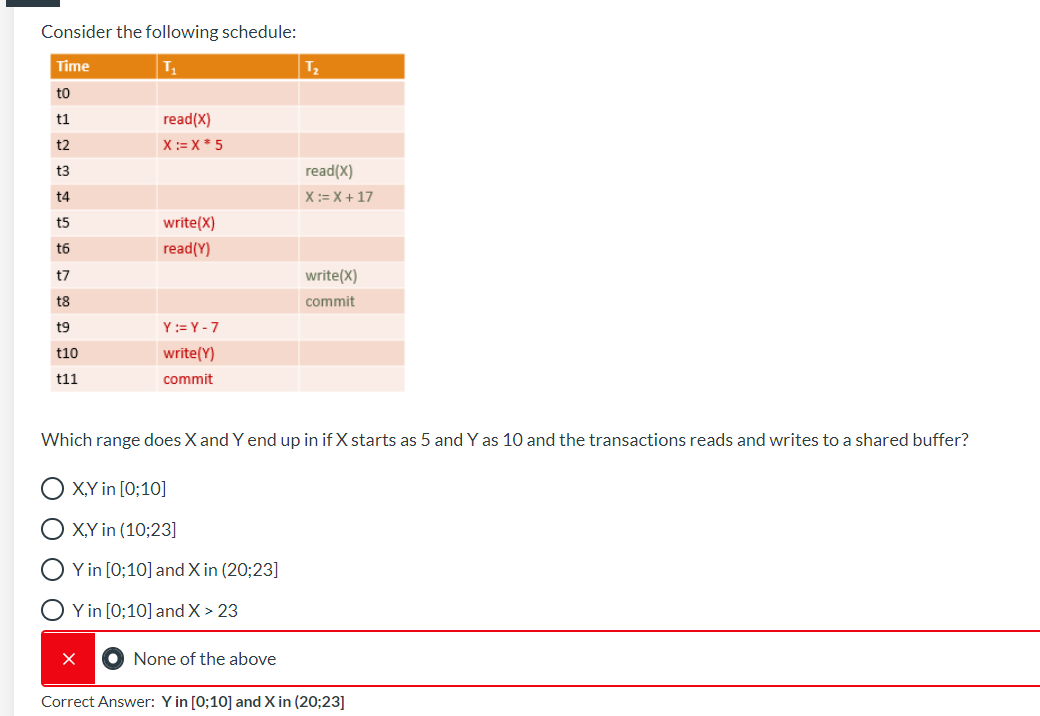 Consider the following schedule:
Time T₁ T₂
t0
t1 read(X)
t2 X := X * 5
t3 read(X)
t4 X := X + 17
t5 write(X)
t6 read(Y)
t7 write(X)
t8 commit
t9 Y := Y - 7
t10 write(Y)
t11 commit
Which range does X and Y end up in if X starts as 5 and Y as 10 and the transactions reads and writes to a shared buffer?
X,Y in [0;10]
X,Y in (10;23]
Y in [0;10] and X in (20;23]
Y in [0;10] and X > 23
None of the above
Correct Answer: Y in [0;10] and X in (20;23]